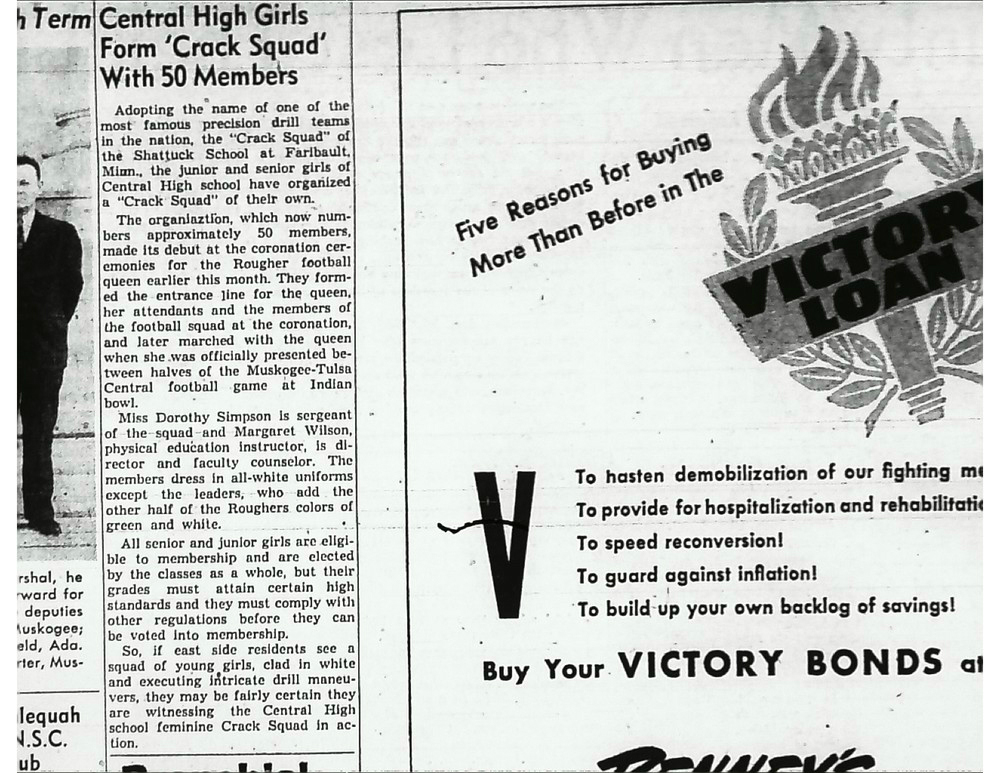 h Term
Central High Girls
Form 'Crack Squad'
With 50 Members
Adopting the name of one of the
most famous precision drill teams
in the nation, the "Crack Squad" of
the Shattuck School at Faribault,
Minn., the junior and senior girls of
Central High school have organized
a "Crack Squad" of their own.
The organiaztion, which now num-
bers approximately 50 members,
made its debut at the coronation cer-
emonies for the Rougher football
queen earlier this month. They form-
ed the entrance line for the queen,
her attendants and the members of
the football squad at the coronation,
and later marched with the queen
when she was officially presented be-
tween halves of the Muskogee-Tulsa
Central football game at Indian
bowl.
Miss Dorothy Simpson is sergeant
of the squad and Margaret Wilson,
physical education instructor, is di-
rector and faculty counselor. The
members dress in all-white uniforms
except the leaders, who add the
other half of the Roughers colors of
green and white.
All senior and junior girls are eligi-
ble to membership and are elected
by the classes as a whole, but their
grades must attain certain high
standards and they must comply with
other regulations before they can
be voted into membership.
So, if east side residents see a
squad of young girls, clad in white
and executing intricate drill maneu-
vers, they may be fairly certain they
are witnessing the Central High
school feminine Crack Squad in ac-
tion.
rshal, he
rward for
deputies
Muskogee;
eld, Ada.
rter, Mus-
lequah
N.S.C.
ub
Five Reasons for Buying
More Than Before in The
VICTORY
LOAN
V
To hasten demobilization of our fighting me
To provide for hospitalization and rehabilitatio
To speed reconversion!
To guard against inflation!
To build up your own backlog of savings!
Buy Your VICTORY BONDS at
PENNEY'S